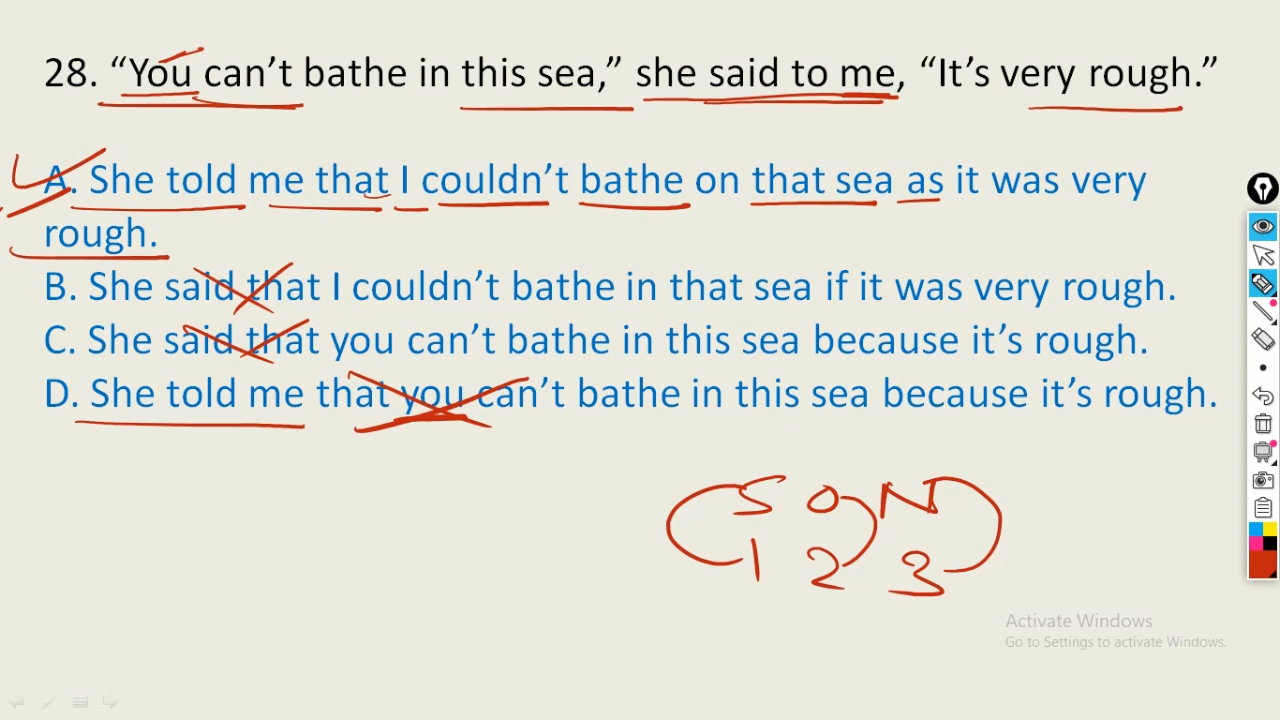 28. “You can’t bathe in this sea,” she said to me, “It’s very rough.”
A. She told me that I couldn’t bathe on that sea as it was very
rough.
B. She said that I couldn’t bathe in that sea if it was very rough.
C. She said that you can’t bathe in this sea because it’s rough.
D. She told me that you can’t bathe in this sea because it’s rough.
S O N
1 2 3
Activate Windows
Go to Settings to activate Windows.